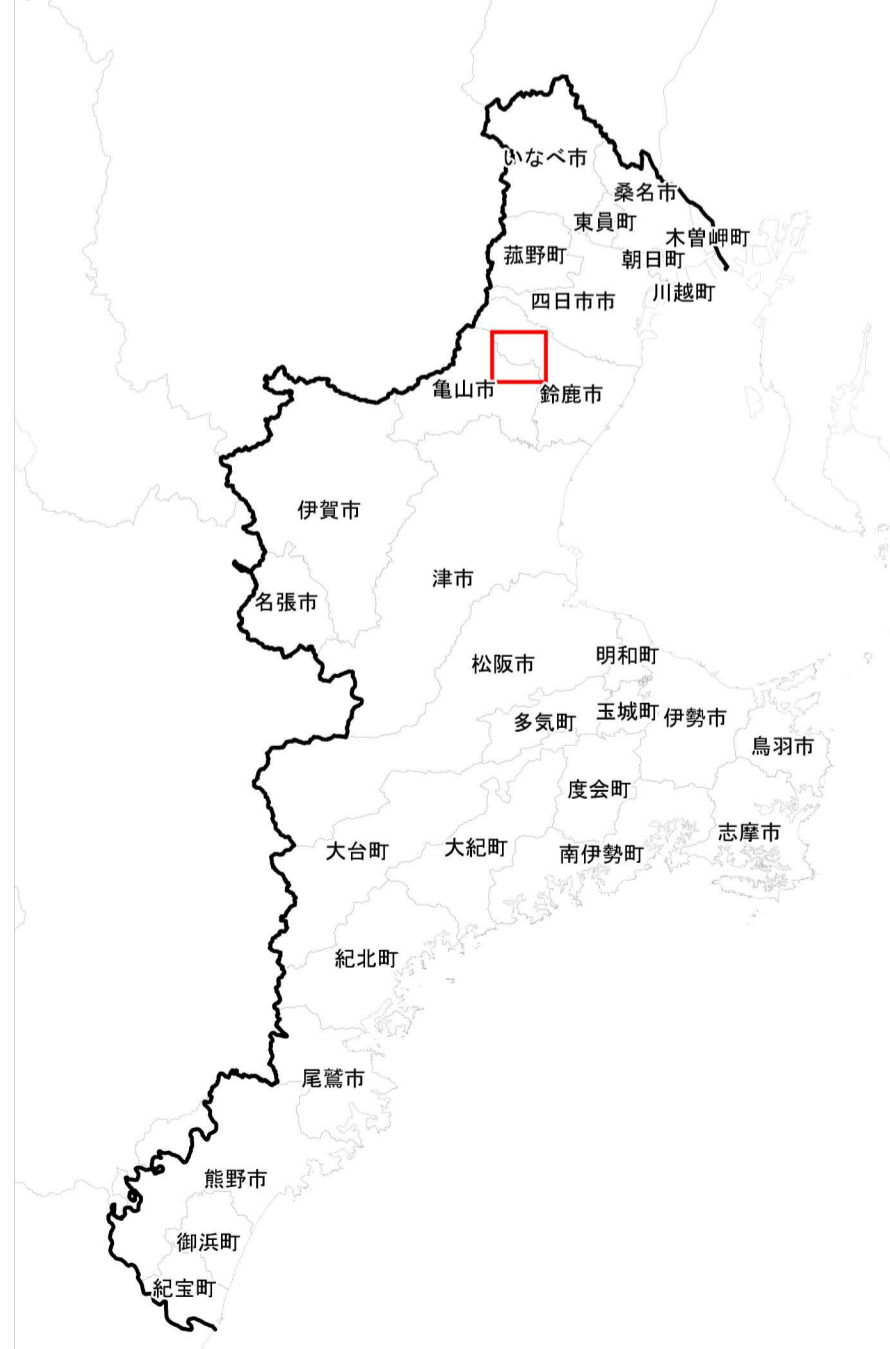 いなべ市
桑名市
東員町
木曽岬町
菰野町
朝日町
川越町
四日市市
亀山市
鈴鹿市
伊賀市
津市
名張市
松阪市
明和町
多気町
玉城町
伊勢市
鳥羽市
度会町
志摩市
大台町
大紀町
南伊勢町
紀北町
尾鷲市
熊野市
御浜町
紀宝町